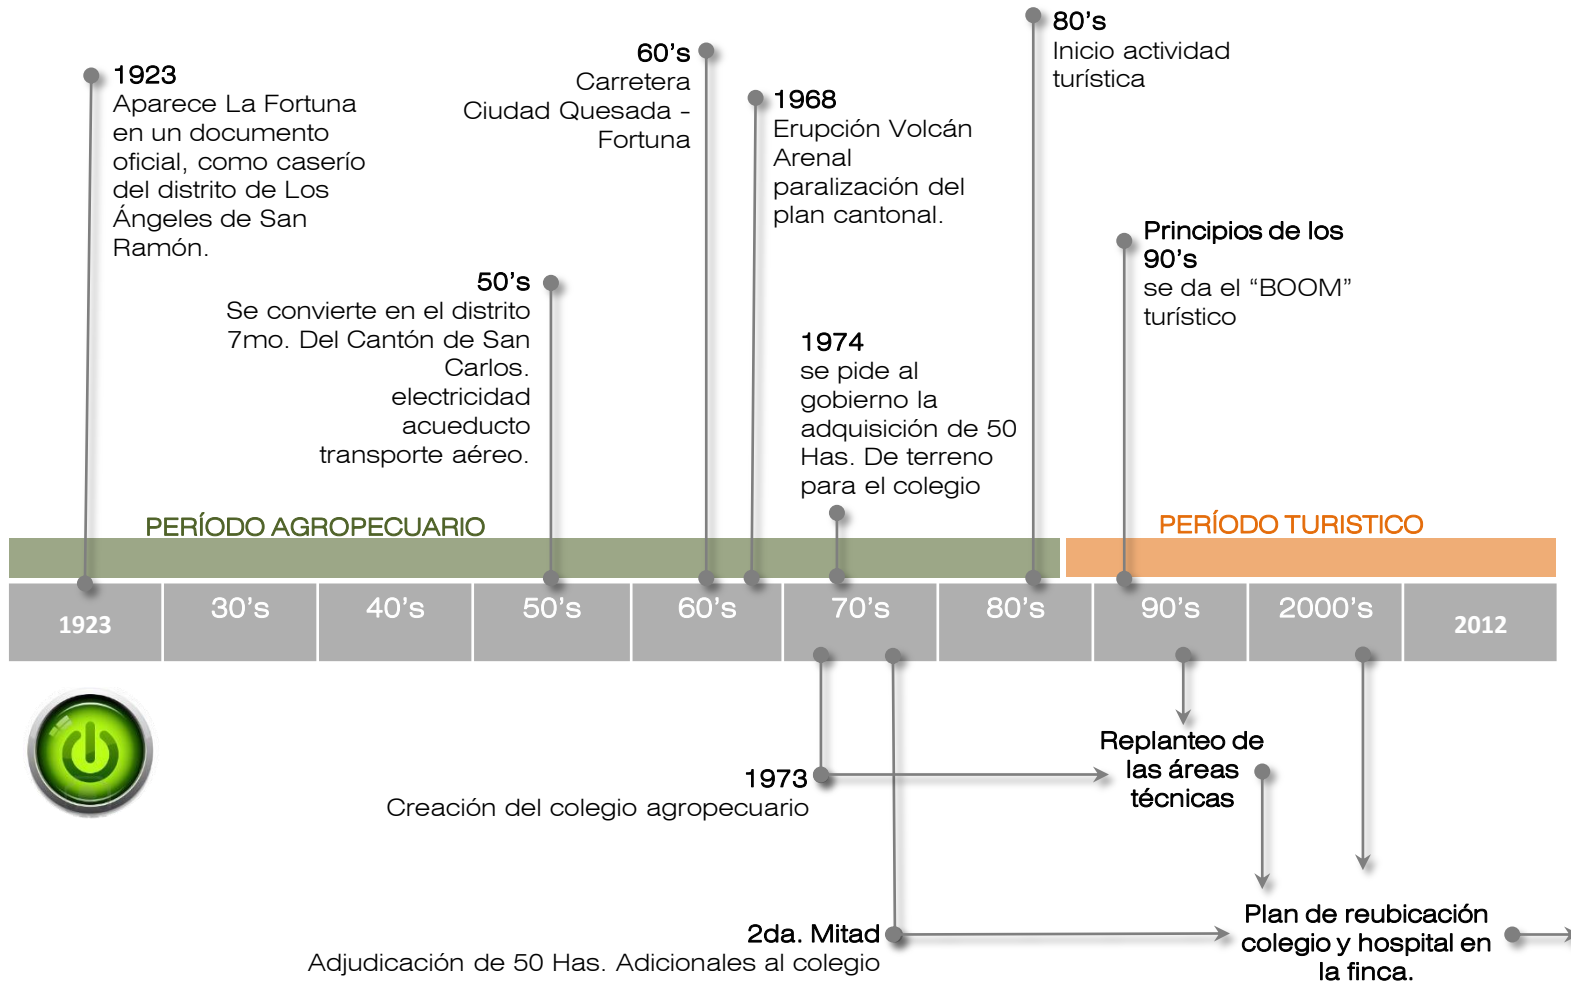 80's
Inicio actividad
turística
60's
Carretera
Ciudad Quesada -
Fortuna
1923
Aparece La Fortuna
en un documento
oficial, como caserío
del distrito de Los
Ángeles de San
Ramón.
1968
Erupción Volcán
Arenal
paralización del
plan cantonal.
Principios de los
90's
se da el “BOOM”
turístico
50's
Se convierte en el distrito
7mo. Del Cantón de San
Carlos.
electricidad
acueducto
transporte aéreo.
1974
se pide al
gobierno la
adquisición de 50
Has. De terreno
para el colegio
PERÍODO AGROPECUARIO
PERÍODO TURISTICO
1923
30's
40's
50's
60's
70's
80's
90's
2000's
2012
Replanteo de
las áreas
técnicas
1973
Creación del colegio agropecuario
2da. Mitad
Adjudicación de 50 Has. Adicionales al colegio
Plan de reubicación
colegio y hospital en
la finca.